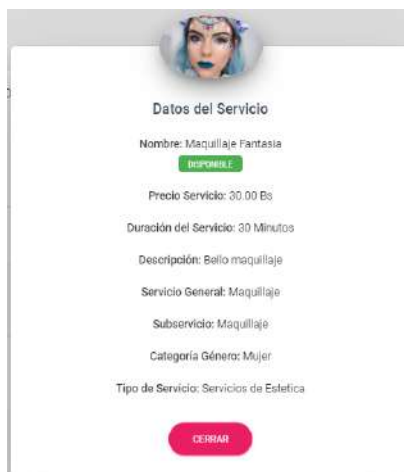 Datos del Servicio
Nombre: Maquillaje Fantasia
DISPONIBLE
Precio Servicio: 30.00 Bs
Duración del Servicio: 30 Minutos
Descripción: Bello maquillaje
Servicio General: Maquillaje
Subservicio: Maquillaje
Categoría Género: Mujer
Tipo de Servicio: Servicios de Estetica
CERRAR